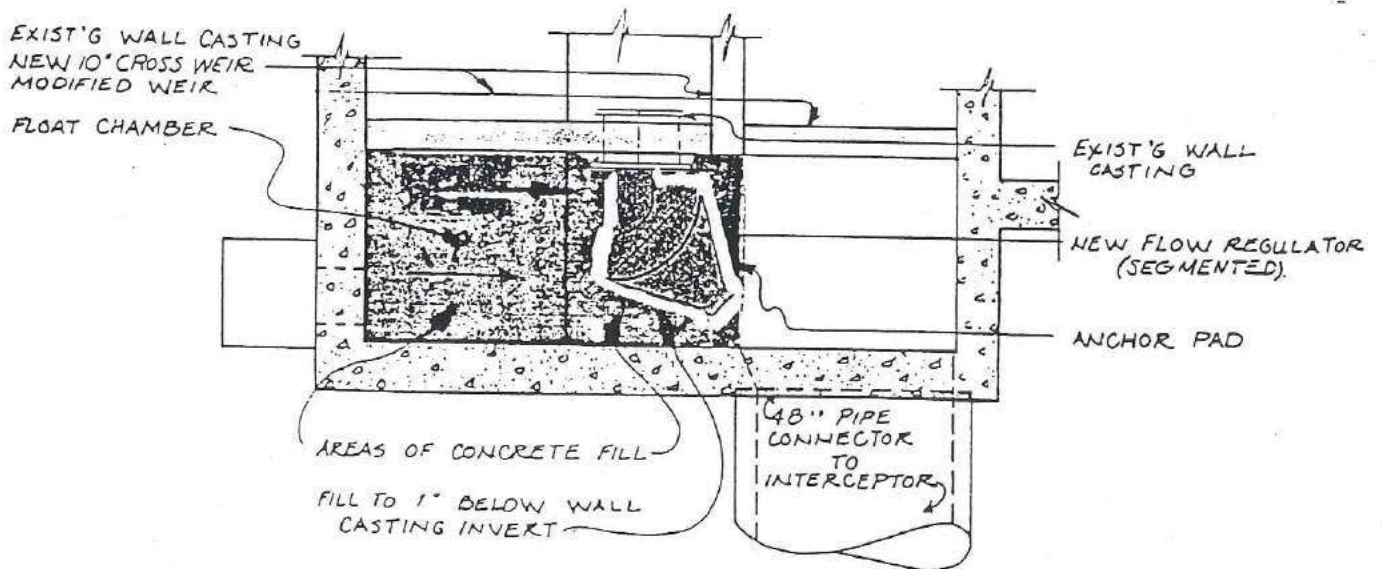 EXIST'G WALL CASTING
NEW 10" CROSS WEIR
MODIFIED WEIR
FLOAT CHAMBER
EXIST'G WALL
CASTING
NEW FLOW REGULATOR
(SEGMENTED)
ANCHOR PAD
48" PIPE
CONNECTOR
TO
INTERCEPTOR
AREAS OF CONCRETE FILL
FILL TO 1" BELOW WALL
CASTING INVERT